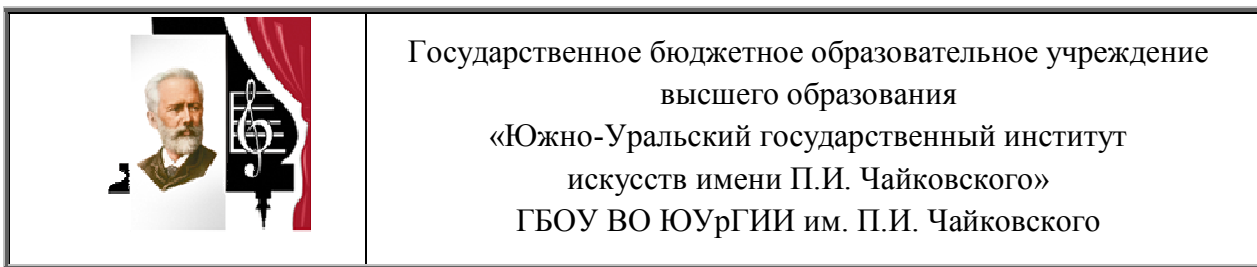 Государственное бюджетное образовательное учреждение
высшего образования
«Южно-Уральский государственный институт
искусств имени П.И. Чайковского»
ГБОУ ВО ЮУрГИИ им. П.И. Чайковского